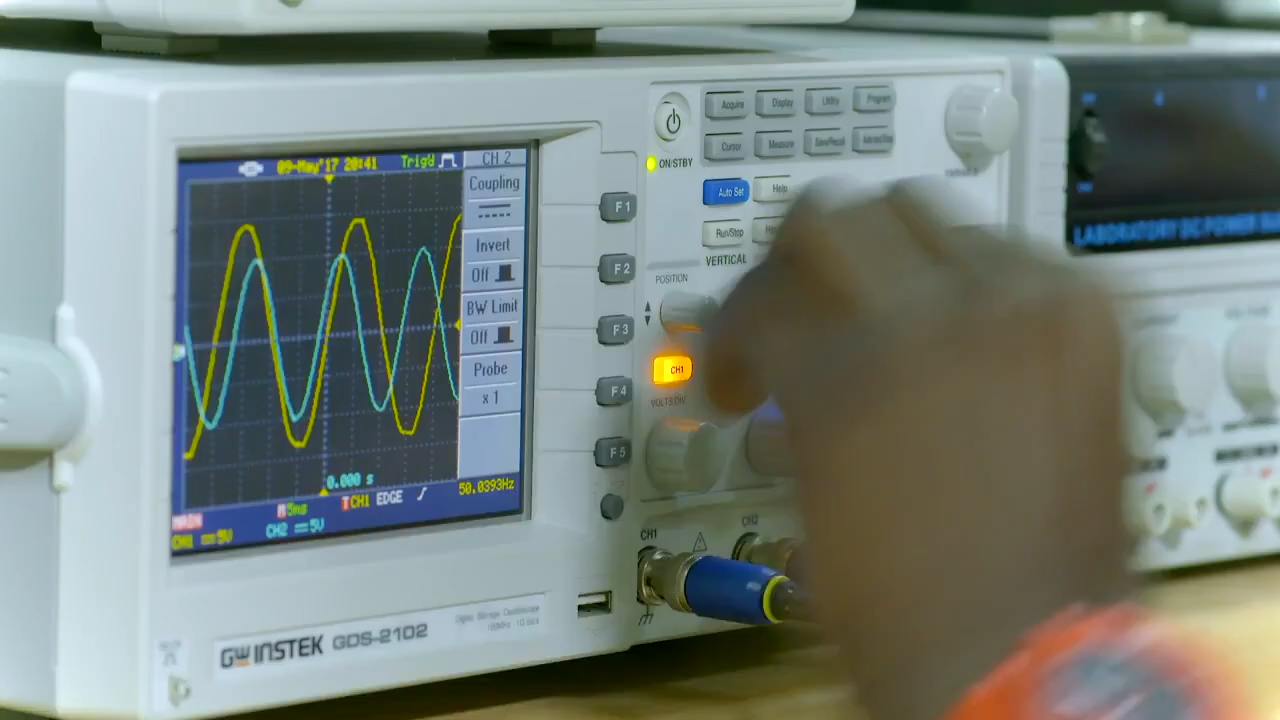 09-May'17 20:41 Trig'd
CH 2
Coupling
Invert
Off
BW Limit
Off
Probe
x 1
0.000 s
MAIN M 5ms T CH1 EDGE 50.0393Hz
CH1 5V CH2 5V
F1
F2
F3
F4
F5
ON/STBY
Acquire Display Utility Program
Cursor Measure Save/Recall
Auto Set Help
Run/Stop
VERTICAL
POSITION
CH1
VOLTS/DIV
CH1 CH2
GW INSTEK GDS-2102
Digital Storage Oscilloscope
LABORATORY DC POWER